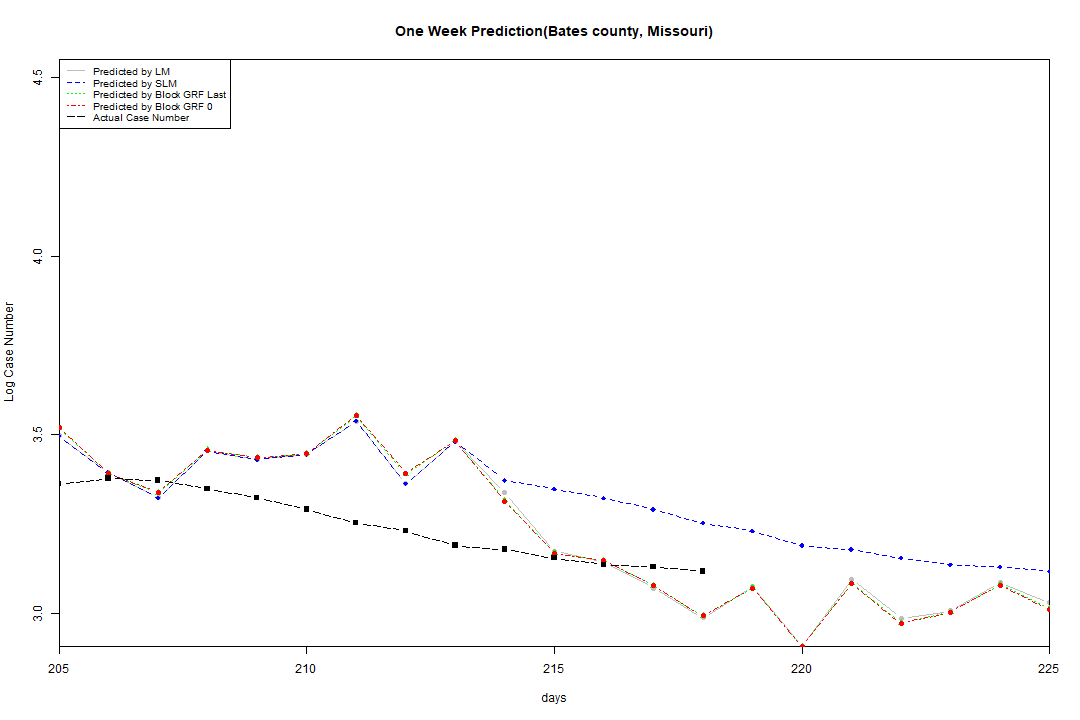 One Week Prediction(Bates county, Missouri)
Predicted by LM
Predicted by SLM
Predicted by Block GRF Last
Predicted by Block GRF 0
Actual Case Number
4.5
4.0
3.5
3.0
Log Case Number
205
210
215
220
225
days